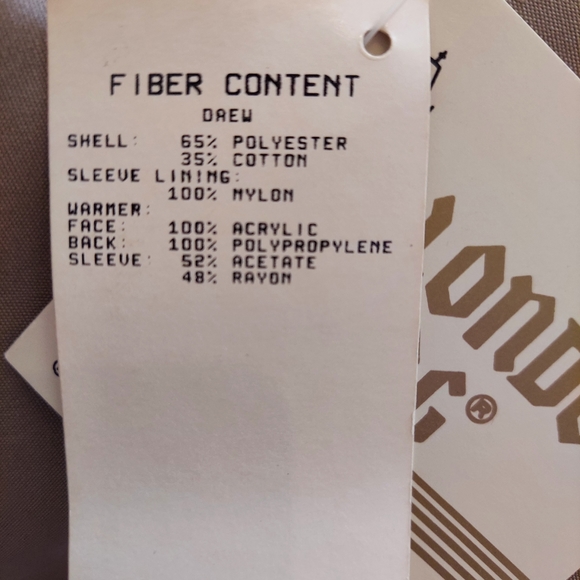 FIBER CONTENT
DREW
SHELL: 65% POLYESTER
35% COTTON
SLEEVE LINING:
100% NYLON
WARMER:
FACE: 100% ACRYLIC
BACK: 100% POLYPROPYLENE
SLEEVE: 52% ACETATE
48% RAYON
®